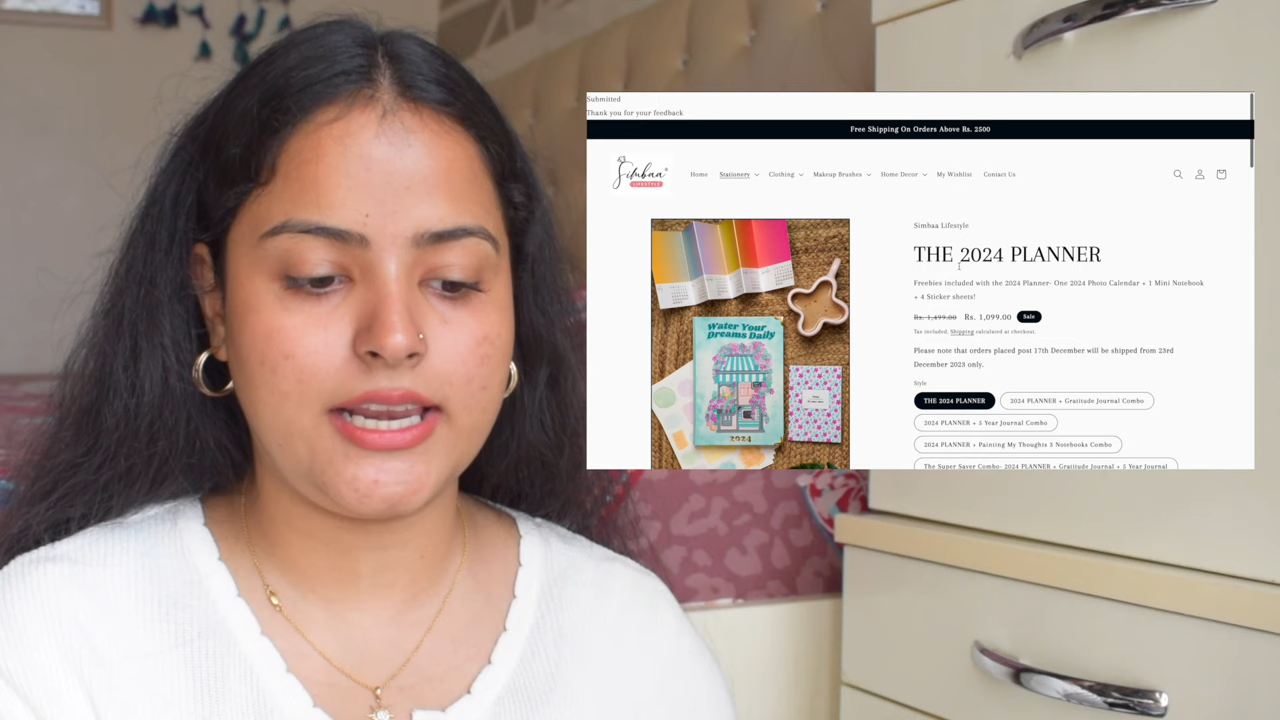 Submitted
Thank you for your feedback
Free Shipping On Orders Above Rs. 2500
Simbaa
LIFESTYLE
Home
Stationery
Clothing
Makeup Brushes
Home Decor
My Wishlist
Contact Us
Simbaa Lifestyle
THE 2024 PLANNER
Freebies included with the 2024 Planner- One 2024 Photo Calendar + 1 Mini Notebook
+ 4 Sticker sheets!
Rs. 1,499.00 Rs. 1,099.00 Sale
Tax included. Shipping calculated at checkout.
Please note that orders placed post 17th December will be shipped from 23rd
December 2023 only.
Style
THE 2024 PLANNER
2024 PLANNER + Gratitude Journal Combo
2024 PLANNER + 5 Year Journal Combo
2024 PLANNER + Painting My Thoughts 3 Notebooks Combo
The Super Saver Combo- 2024 PLANNER + Gratitude Journal + 5 Year Journal
Water Your
Dreams Daily
2024